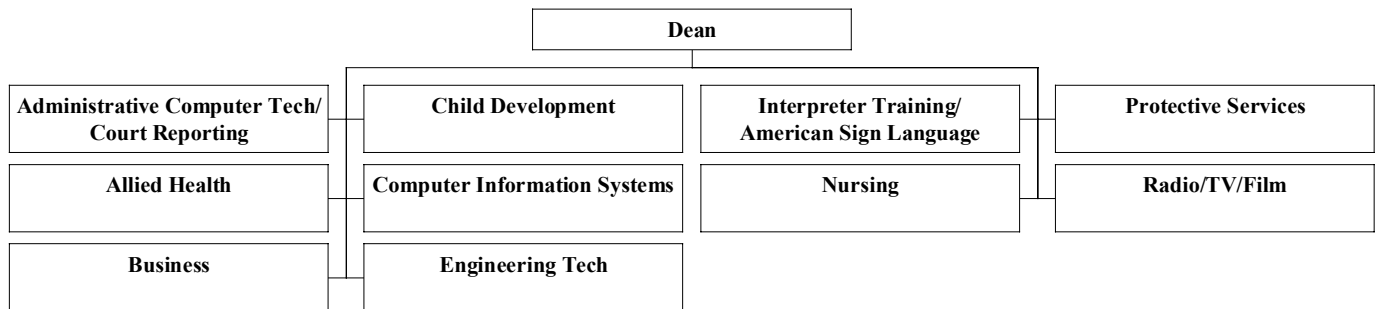 Dean
Administrative Computer Tech/
Court Reporting
Child Development
Interpreter Training/
American Sign Language
Protective Services
Allied Health
Computer Information Systems
Nursing
Radio/TV/Film
Business
Engineering Tech